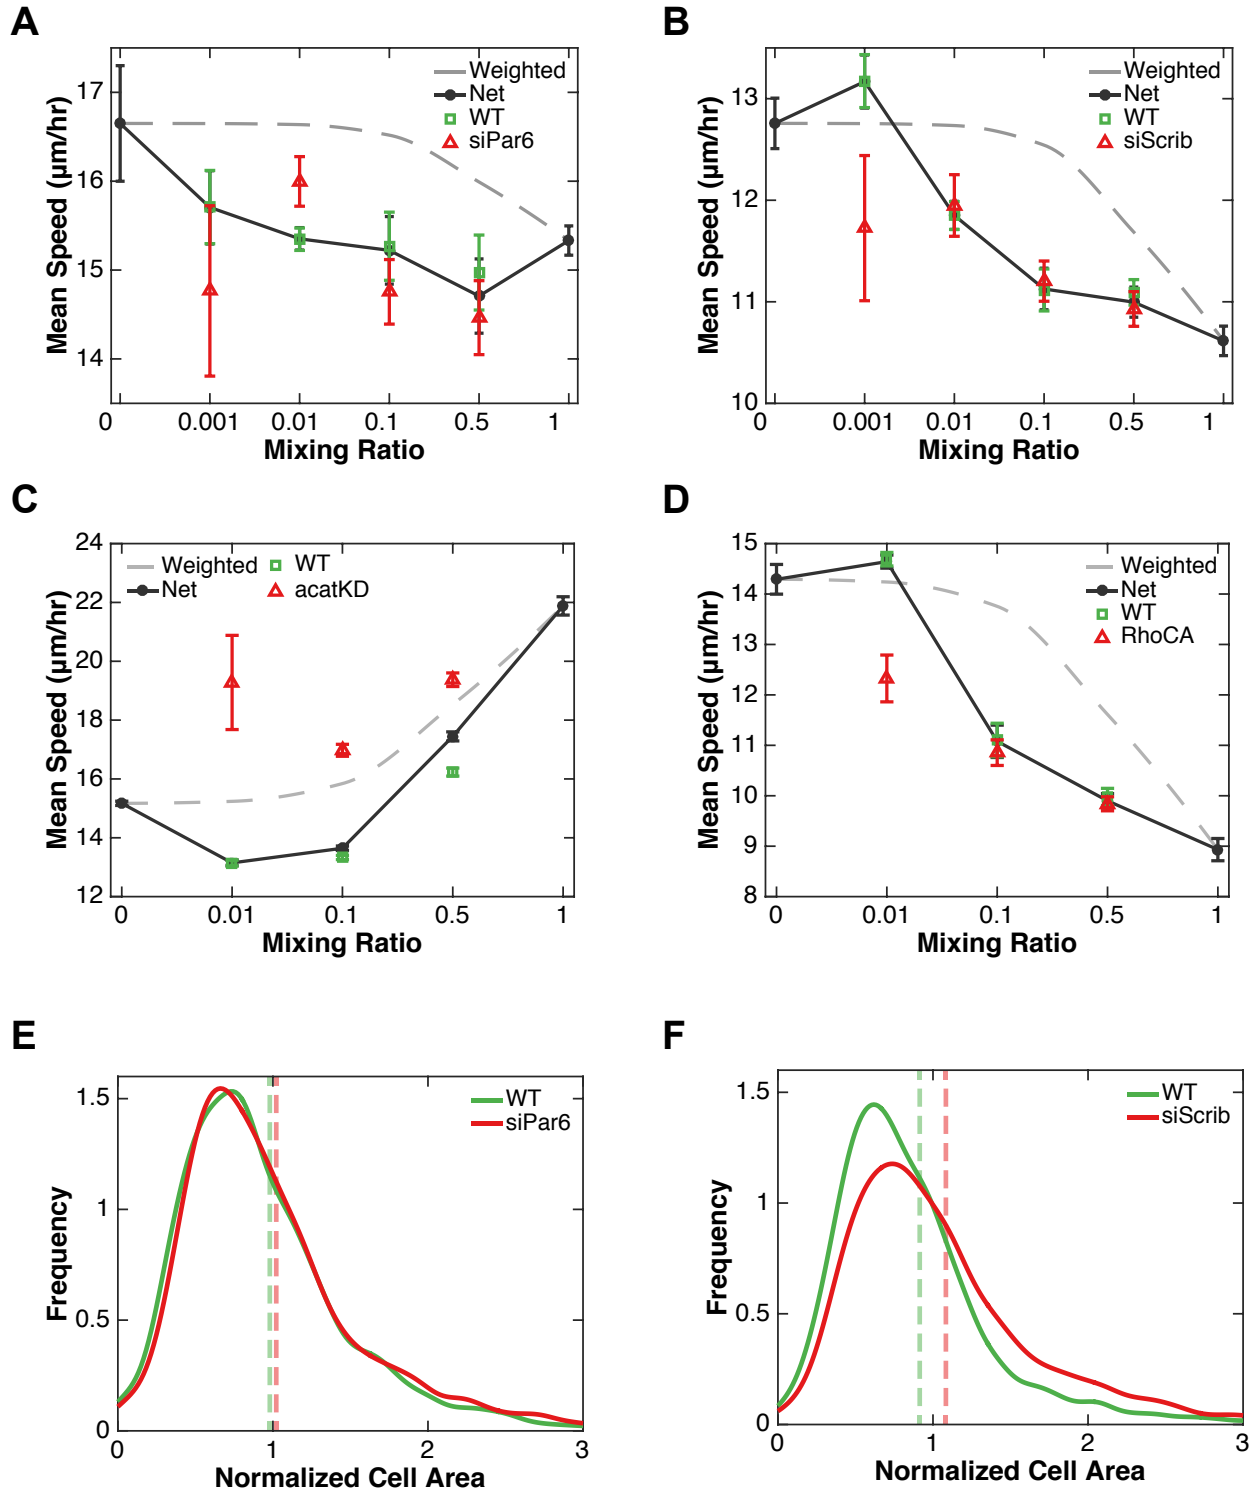 A
Mean Speed (µm/hr)
17
16
15
14
Weighted
Net
WT
siPar6
0 0.001 0.01 0.1 0.5 1
Mixing Ratio
B
Mean Speed (µm/hr)
13
12
11
10
Weighted
Net
WT
siScrib
0 0.001 0.01 0.1 0.5 1
Mixing Ratio
C
Mean Speed (µm/hr)
24
22
20
18
16
14
12
Weighted
Net
WT
acatKD
0 0.01 0.1 0.5 1
Mixing Ratio
D
Mean Speed (µm/hr)
15
14
13
12
11
10
9
8
Weighted
Net
WT
RhoCA
0 0.01 0.1 0.5 1
Mixing Ratio
E
Frequency
1.5
1
0.5
0
WT
siPar6
0 1 2 3
Normalized Cell Area
F
Frequency
1.5
1
0.5
0
WT
siScrib
0 1 2 3
Normalized Cell Area